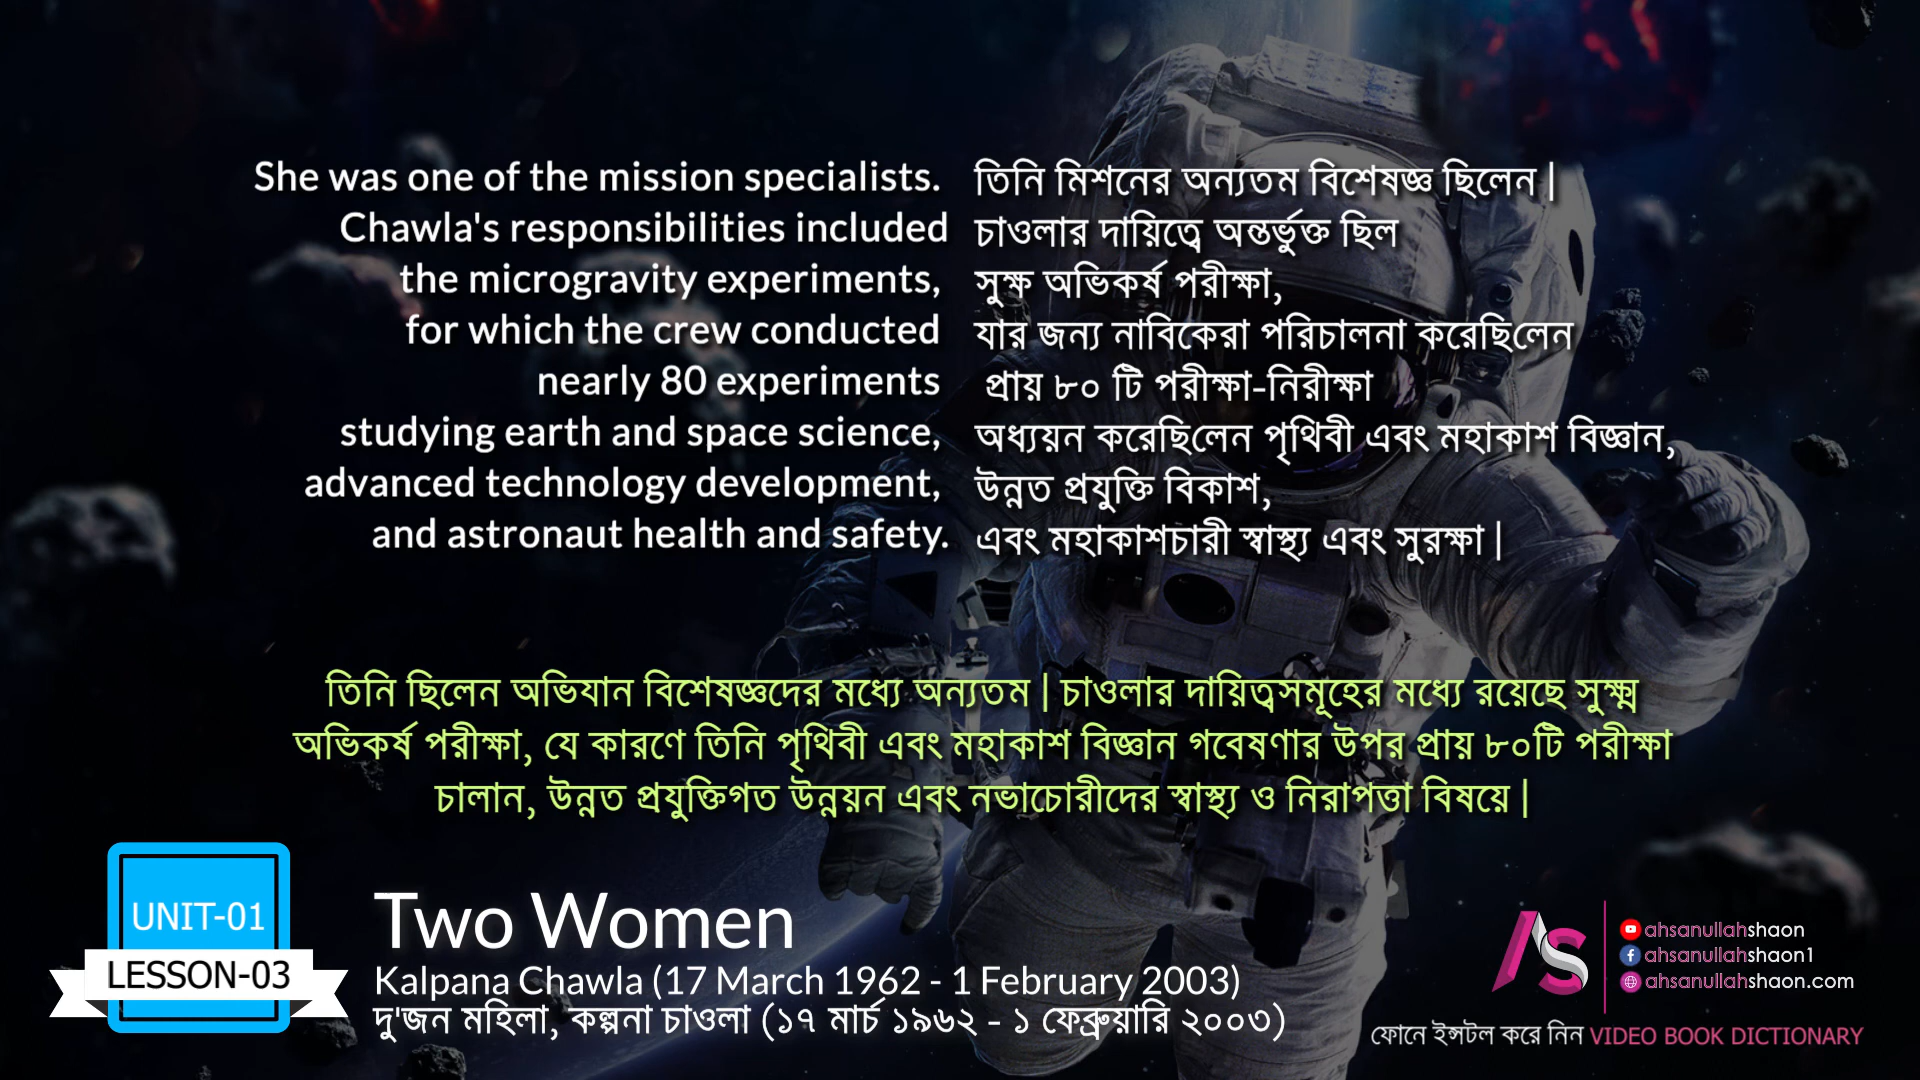 She was one of the mission specialists.
Chawla's responsibilities included
the microgravity experiments,
for which the crew conducted
nearly 80 experiments
studying earth and space science,
advanced technology development,
and astronaut health and safety.
তিনি মিশনের অন্যতম বিশেষজ্ঞ ছিলেন |
চাওলার দায়িত্বে অন্তর্ভুক্ত ছিল
সুক্ষ অভিকর্ষ পরীক্ষা,
যার জন্য নাবিকেরা পরিচালনা করেছিলেন
প্রায় ৮০ টি পরীক্ষা-নিরীক্ষা
অধ্যয়ন করেছিলেন পৃথিবী এবং মহাকাশ বিজ্ঞান,
উন্নত প্রযুক্তি বিকাশ,
এবং মহাকাশচারী স্বাস্থ্য এবং সুরক্ষা |
তিনি ছিলেন অভিযান বিশেষজ্ঞদের মধ্যে অন্যতম | চাওলার দায়িত্বসমূহের মধ্যে রয়েছে সুক্ষ্ম
অভিকর্ষ পরীক্ষা, যে কারণে তিনি পৃথিবী এবং মহাকাশ বিজ্ঞান গবেষণার উপর প্রায় ৮০টি পরীক্ষা
চালান, উন্নত প্রযুক্তিগত উন্নয়ন এবং নভাচোরীদের স্বাস্থ্য ও নিরাপত্তা বিষয়ে |
UNIT-01
LESSON-03
Two Women
Kalpana Chawla (17 March 1962 - 1 February 2003)
দু'জন মহিলা, কল্পনা চাওলা (১৭ মার্চ ১৯৬২ - ১ ফেব্রুয়ারি ২০০৩)
AS
ahsanullahshaon
ahsanullahshaon1
ahsanullahshaon.com
ফোনে ইন্সটল করে নিন VIDEO BOOK DICTIONARY